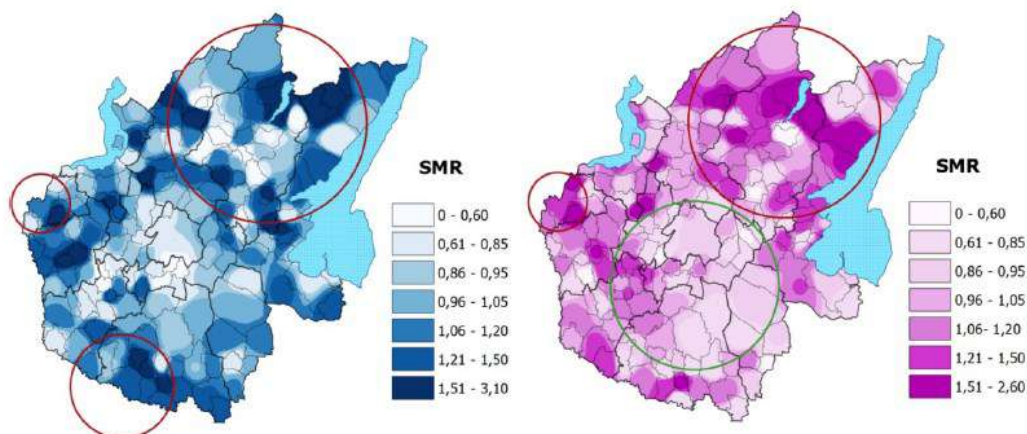 SMR
0 - 0,60
0,61 - 0,85
0,86 - 0,95
0,96 - 1,05
1,06 - 1,20
1,21 - 1,50
1,51 - 3,10
SMR
0 - 0,60
0,61 - 0,85
0,86 - 0,95
0,96 - 1,05
1,06- 1,20
1,21 - 1,50
1,51 - 2,60